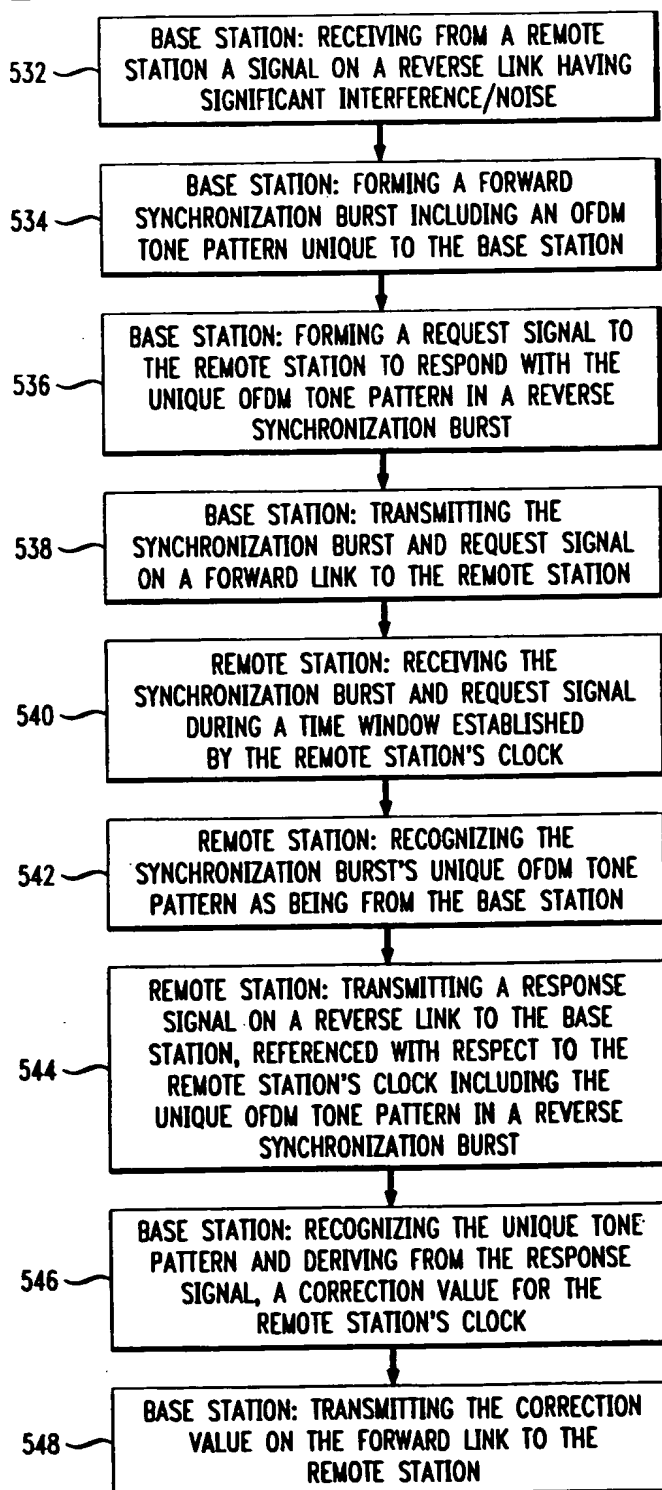 532
BASE STATION: RECEIVING FROM A REMOTE
STATION A SIGNAL ON A REVERSE LINK HAVING
SIGNIFICANT INTERFERENCE/NOISE
534
BASE STATION: FORMING A FORWARD
SYNCHRONIZATION BURST INCLUDING AN OFDM
TONE PATTERN UNIQUE TO THE BASE STATION
536
BASE STATION: FORMING A REQUEST SIGNAL TO
THE REMOTE STATION TO RESPOND WITH THE
UNIQUE OFDM TONE PATTERN IN A REVERSE
SYNCHRONIZATION BURST
538
BASE STATION: TRANSMITTING THE
SYNCHRONIZATION BURST AND REQUEST SIGNAL
ON A FORWARD LINK TO THE REMOTE STATION
540
REMOTE STATION: RECEIVING THE
SYNCHRONIZATION BURST AND REQUEST SIGNAL
DURING A TIME WINDOW ESTABLISHED
BY THE REMOTE STATION'S CLOCK
542
REMOTE STATION: RECOGNIZING THE
SYNCHRONIZATION BURST'S UNIQUE OFDM TONE
PATTERN AS BEING FROM THE BASE STATION
544
REMOTE STATION: TRANSMITTING A RESPONSE
SIGNAL ON A REVERSE LINK TO THE BASE
STATION, REFERENCED WITH RESPECT TO THE
REMOTE STATION'S CLOCK INCLUDING THE
UNIQUE OFDM TONE PATTERN IN A REVERSE
SYNCHRONIZATION BURST
546
BASE STATION: RECOGNIZING THE UNIQUE TONE
PATTERN AND DERIVING FROM THE RESPONSE
SIGNAL, A CORRECTION VALUE FOR THE
REMOTE STATION'S CLOCK
548
BASE STATION: TRANSMITTING THE CORRECTION
VALUE ON THE FORWARD LINK TO THE
REMOTE STATION